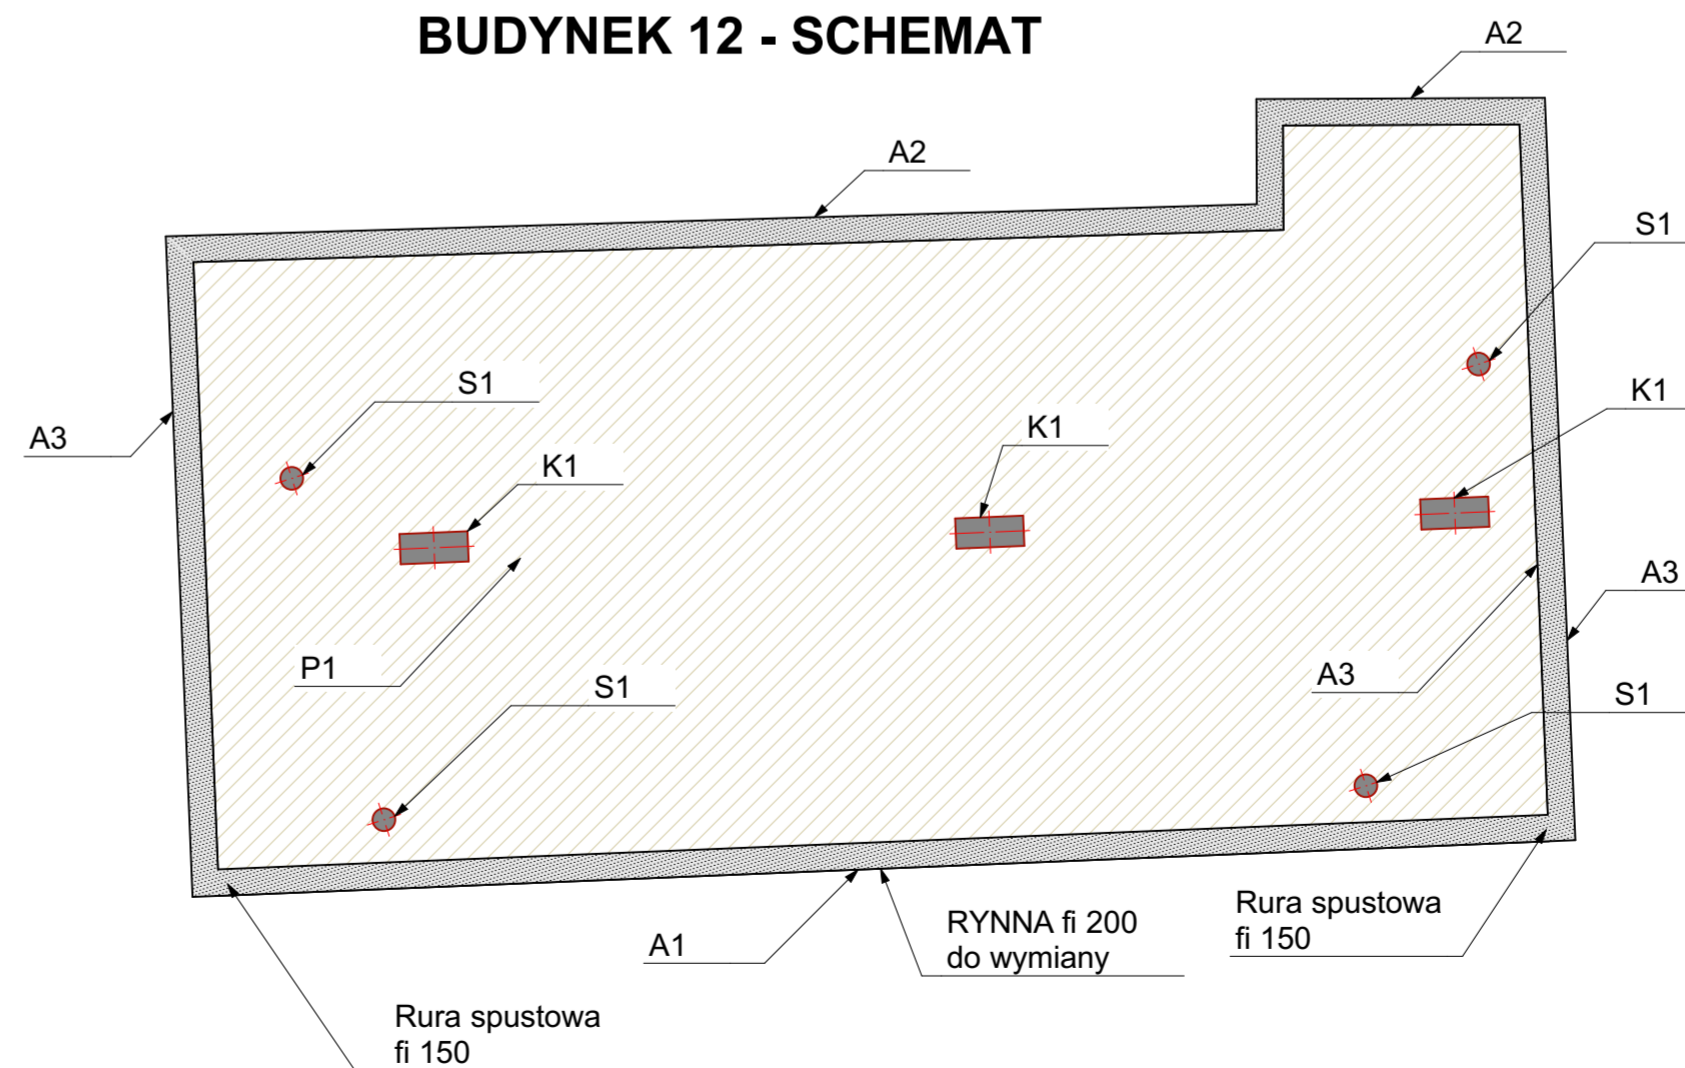 BUDYNEK 12 - SCHEMAT
A2
A2
S1
S1
K1
K1
A3
K1
A3
P1
A3
S1
S1
A1
RYNNA fi 200
do wymiany
Rura spustowa
fi 150
Rura spustowa
fi 150